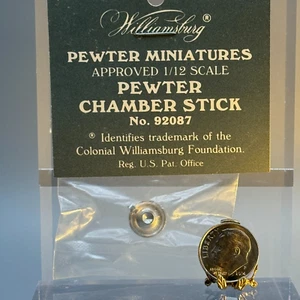 Williamsburg ®
PEWTER MINIATURES
APPROVED 1/12 SCALE
PEWTER
CHAMBER STICK
No. 92087
® Identifies trademark of the
Colonial Williamsburg Foundation.
Reg. U.S. Pat. Office
LIBERTY